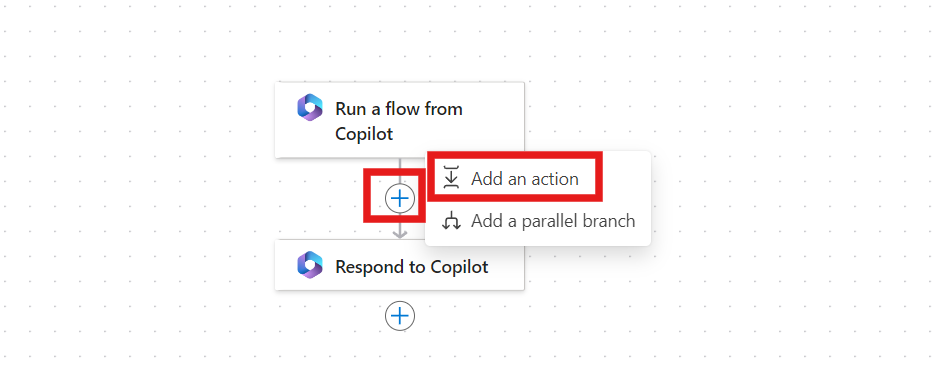 Run a flow from
Copilot
Add an action
Add a parallel branch
Respond to Copilot